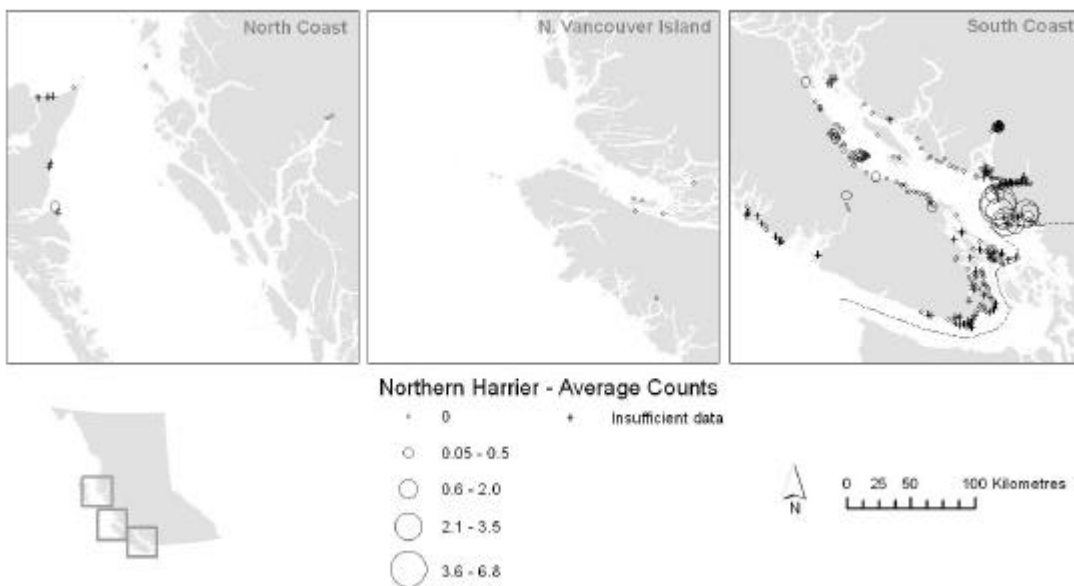 North Coast
N. Vancouver Island
South Coast
Northern Harrier - Average Counts
0
Insufficient data
0.05 - 0.5
0.6 - 2.0
2.1 - 3.5
3.6 - 6.8
N
0 25 50 100 Kilometres